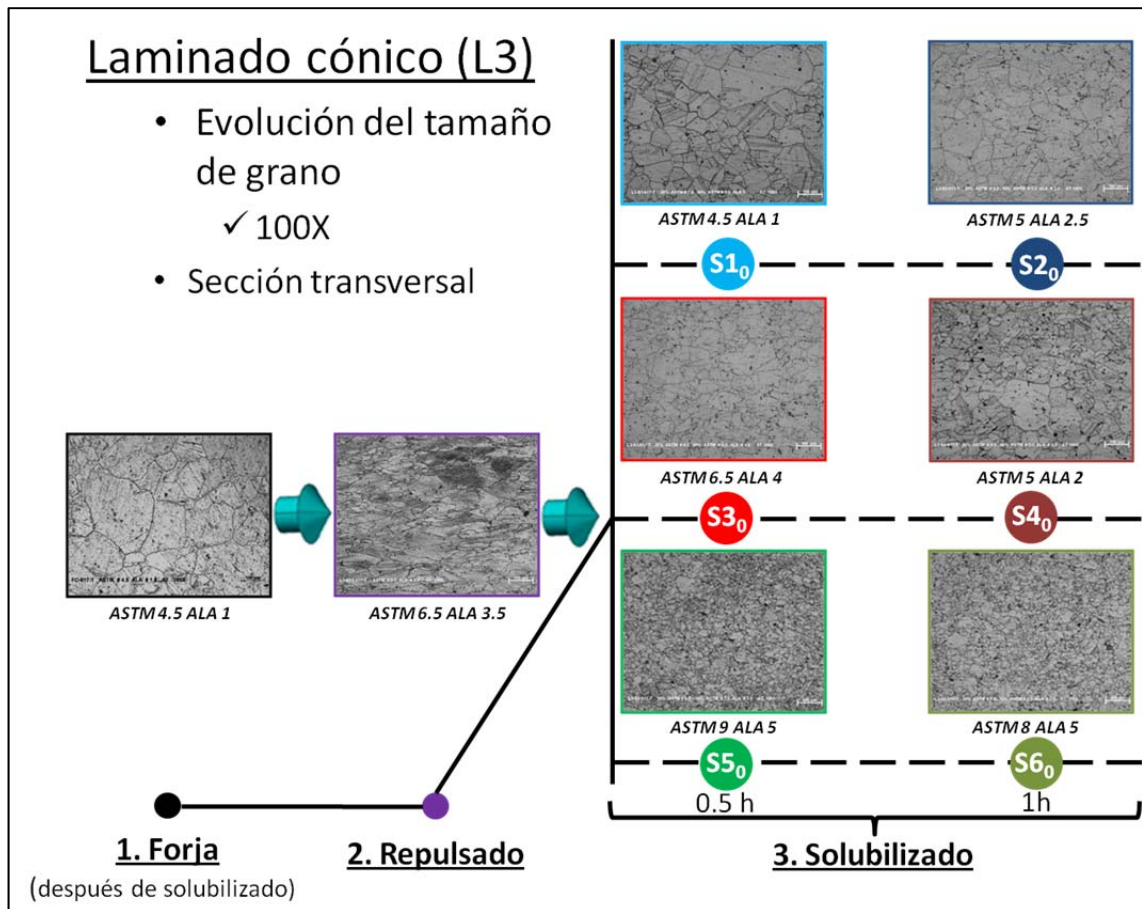 Laminado cónico (L3)
• Evolución del tamaño
de grano
✓ 100X
• Sección transversal
ASTM 4.5 ALA 1
ASTM 6.5 ALA 3.5
ASTM 4.5 ALA 1
ASTM 5 ALA 2.5
S1₀
S2₀
ASTM 6.5 ALA 4
ASTM 5 ALA 2
S3₀
S4₀
ASTM 9 ALA 5
ASTM 8 ALA 5
S5₀
S6₀
0.5 h
1h
1. Forja
(después de solubilizado)
2. Repulsado
3. Solubilizado